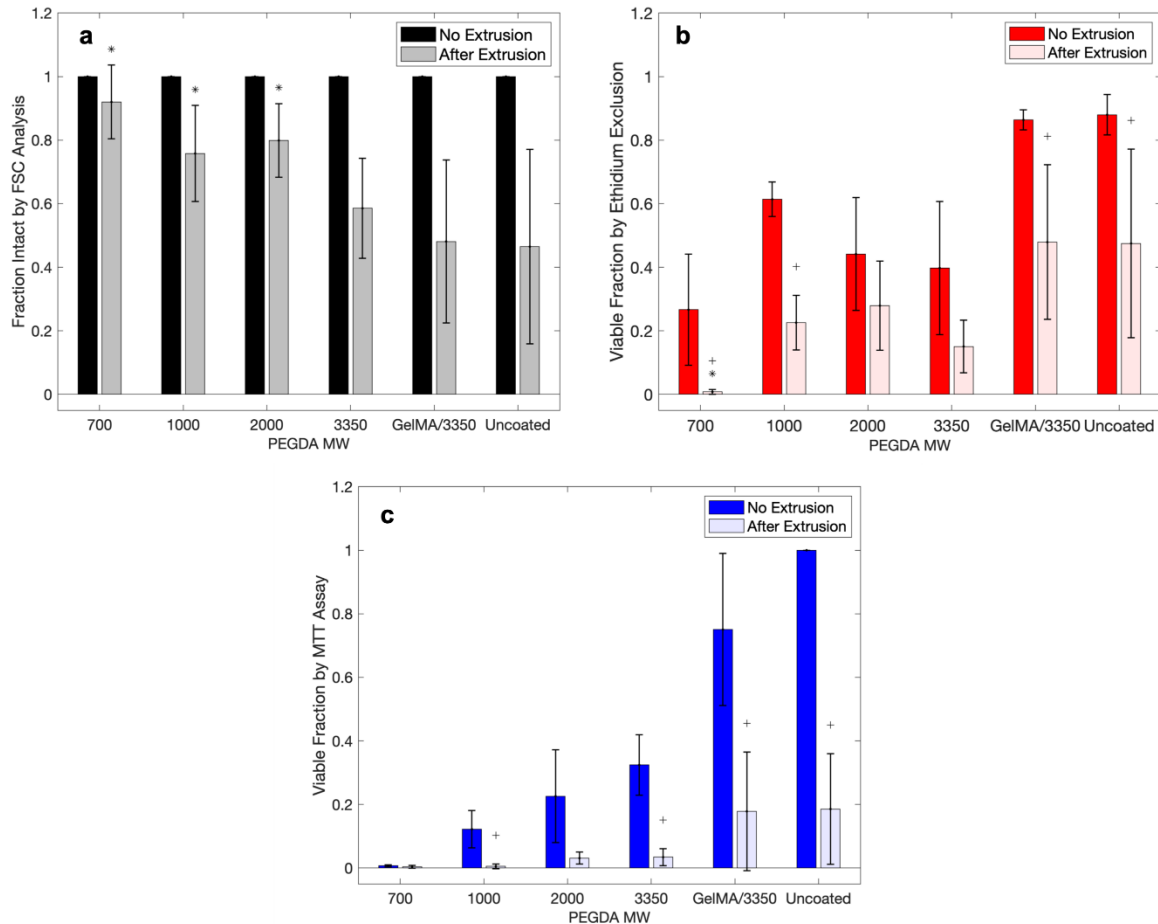 a
No Extrusion
After Extrusion
Fraction Intact by FSC Analysis
1.2
1
0.8
0.6
0.4
0.2
0
* * *
700 1000 2000 3350 GelMA/3350 Uncoated
PEGDA MW
b
No Extrusion
After Extrusion
Viable Fraction by Ethidium Exclusion
1.2
1
0.8
0.6
0.4
0.2
0
+ * + + +
700 1000 2000 3350 GelMA/3350 Uncoated
PEGDA MW
c
No Extrusion
After Extrusion
Viable Fraction by MTT Assay
1.2
1
0.8
0.6
0.4
0.2
0
+ + + +
700 1000 2000 3350 GelMA/3350 Uncoated
PEGDA MW